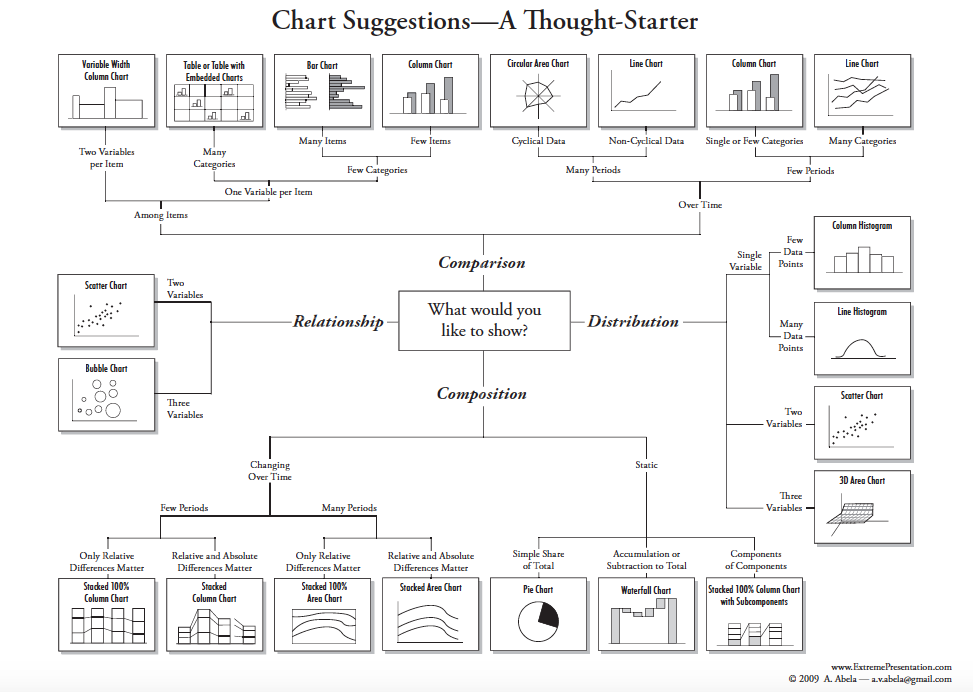 Chart Suggestions—A Thought-Starter
Variable Width
Column Chart
Table or Table with
Embedded Charts
Bar Chart
Column Chart
Circular Area Chart
Line Chart
Column Chart
Line Chart
Two Variables
per Item
Many
Categories
Many Items
Few Items
Cyclical Data
Non-Cyclical Data
Single or Few Categories
Many Categories
Few Categories
Many Periods
Few Periods
One Variable per Item
Among Items
Over Time
Comparison
What would you
like to show?
Relationship
Distribution
Composition
Two
Variables
Scatter Chart
Bubble Chart
Three
Variables
Single
Variable
Few
Data
Points
Column Histogram
Many
Data
Points
Line Histogram
Two
Variables
Scatter Chart
Three
Variables
3D Area Chart
Changing
Over Time
Static
Few Periods
Many Periods
Only Relative
Differences Matter
Relative and Absolute
Differences Matter
Only Relative
Differences Matter
Relative and Absolute
Differences Matter
Simple Share
of Total
Accumulation or
Subtraction to Total
Components
of Components
Stacked 100%
Column Chart
Stacked
Column Chart
Stacked 100%
Area Chart
Stacked Area Chart
Pie Chart
Waterfall Chart
Stacked 100% Column Chart
with Subcomponents
www.ExtremePresentation.com
© 2009 A. Abela — a.v.abela@gmail.com